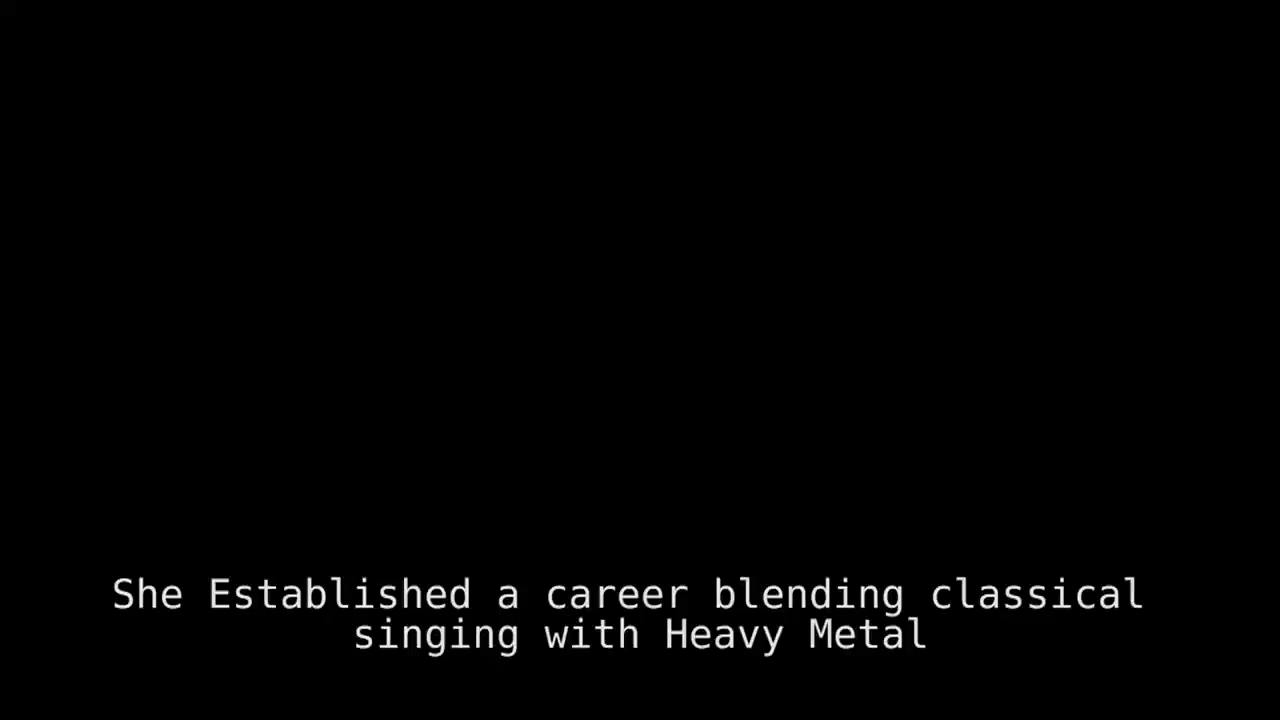 She Established a career blending classical
singing with Heavy Metal